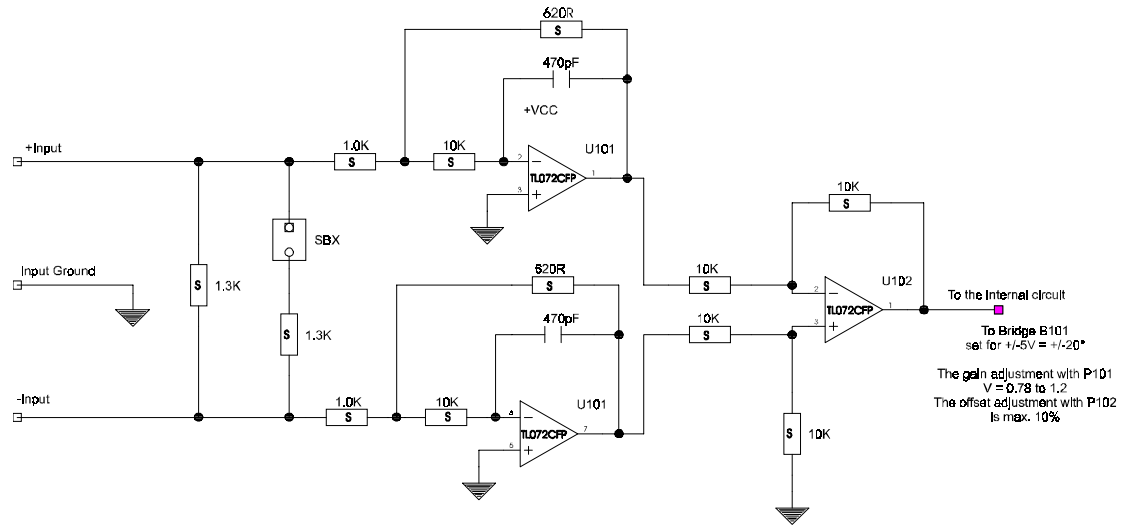 620R
S
470pF
+VCC
+Input
1.0K
S
10K
S
2
TL072CFP
3
1
U101
SBX
10K
S
Input Ground
S
1.3K
S
1.3K
620R
S
470pF
10K
S
10K
S
2
TL072CFP
3
1
U102
To the internal circuit
To Bridge B101
set for +/-5V = +/-20°
The gain adjustment with P101
V = 0.78 to 1.2
The offset adjustment with P102
is max. 10%
-Input
1.0K
S
10K
S
TL072CFP
5
7
U101
S
10K